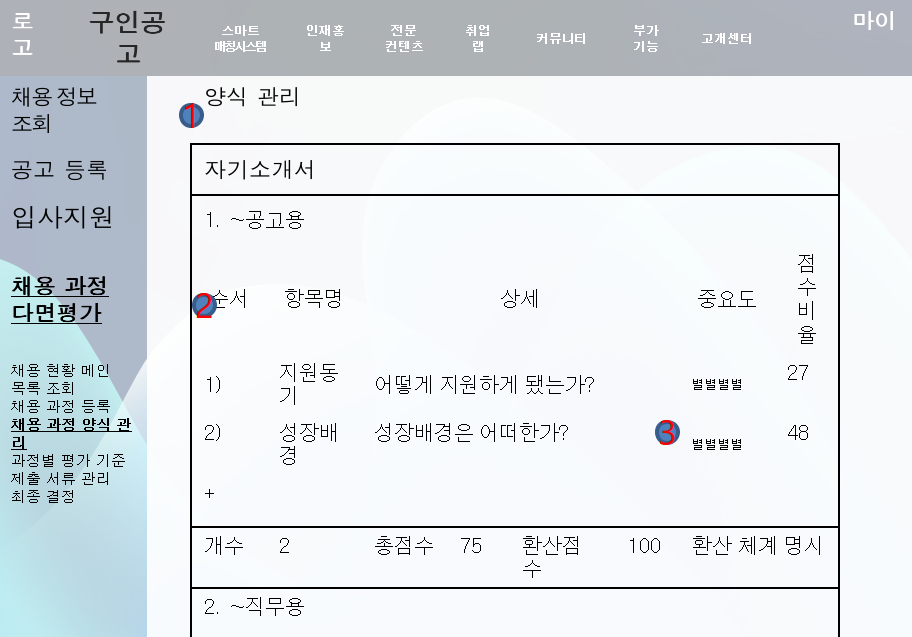 로
고
구인공
고
스마트
매칭시스템
인재홍
보
전문
컨텐츠
취업
랩
커뮤니티
부가
기능
고객센터
마이
채용정보
조회
공고 등록
입사지원
채용 과정
다면평가
채용 현황 메인
목록 조회
채용 과정 등록
채용 과정 양식 관
리
과정별 평가 기준
제출 서류 관리
최종 결정
1
양식 관리
자기소개서
1. ~공고용
2
순서
항목명
상세
중요도
점
수
비
율
1)
지원동
기
어떻게 지원하게 됐는가?
별별별별
27
2)
성장배
경
성장배경은 어떠한가?
3
별별별별
48
+
개수
2
총점수
75
환산점
수
100
환산 체계 명시
2. ~직무용